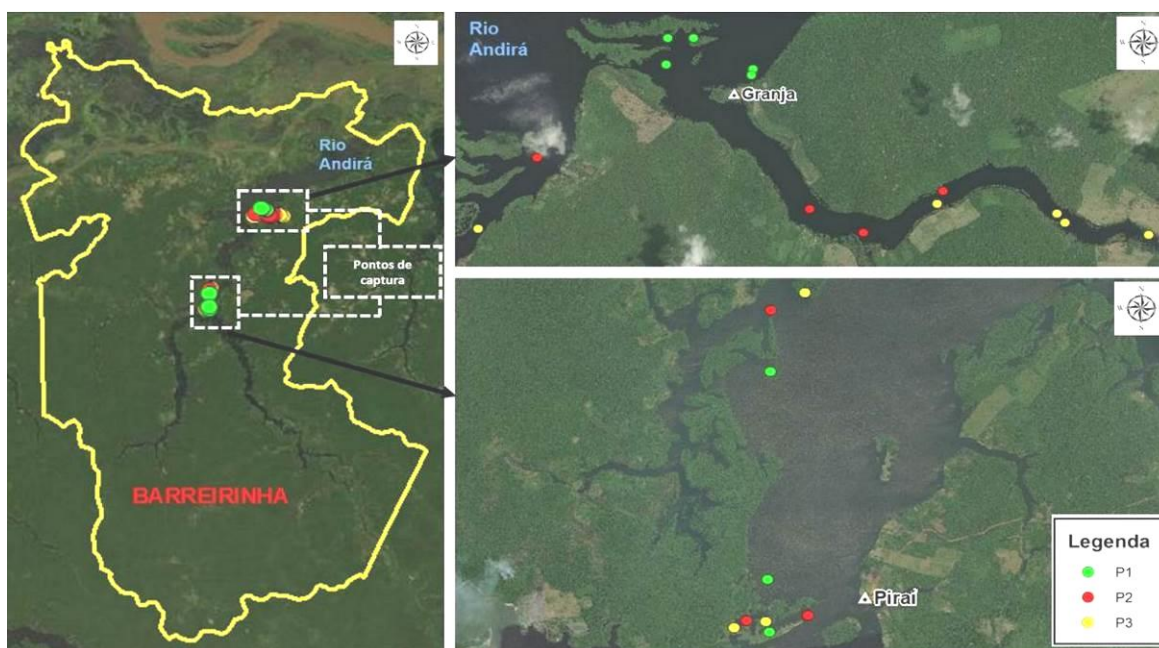 Rio
Andirá
Pontos de
captura
BARREIRINHA
Rio
Andirá
Granja
Piraí
Legenda
P1
P2
P3